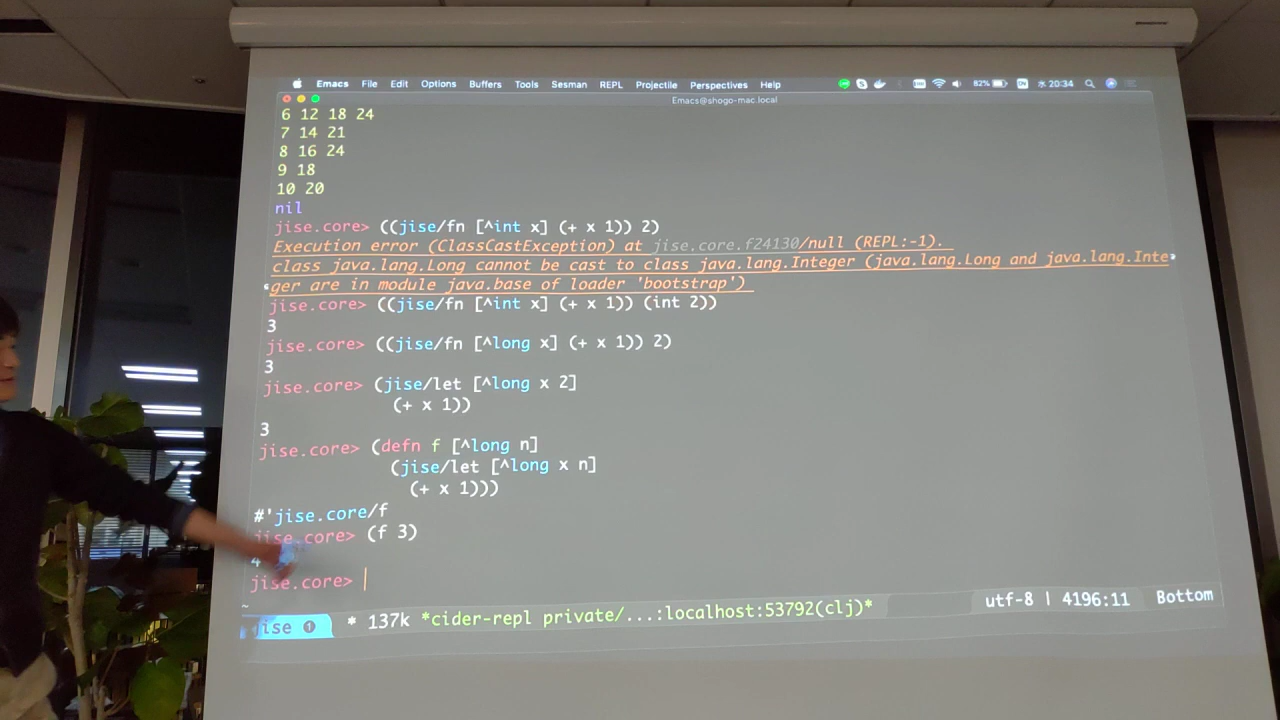 Emacs File Edit Options Buffers Tools Sesman REPL Projectile Perspectives Help 82% 20:34
Emacs@shogo-mac.local
6 12 18 24
7 14 21
8 16 24
9 18
10 20
nil
jise.core> ((jise/fn [^int x] (+ x 1)) 2)
Execution error (ClassCastException) at jise.core.f24130/null (REPL:-1).
class java.lang.Long cannot be cast to class java.lang.Integer (java.lang.Long and java.lang.Inte
ger are in module java.base of loader 'bootstrap')
jise.core> ((jise/fn [^int x] (+ x 1)) (int 2))
3
jise.core> ((jise/fn [^long x] (+ x 1)) 2)
3
jise.core> (jise/let [^long x 2]
(+ x 1))
3
jise.core> (defn f [^long n]
(jise/let [^long x n]
(+ x 1)))
#'jise.core/f
jise.core> (f 3)
4
jise.core>
~
jise 1 * 137k *cider-repl private/...:localhost:53792(clj)* utf-8 | 4196:11 Bottom